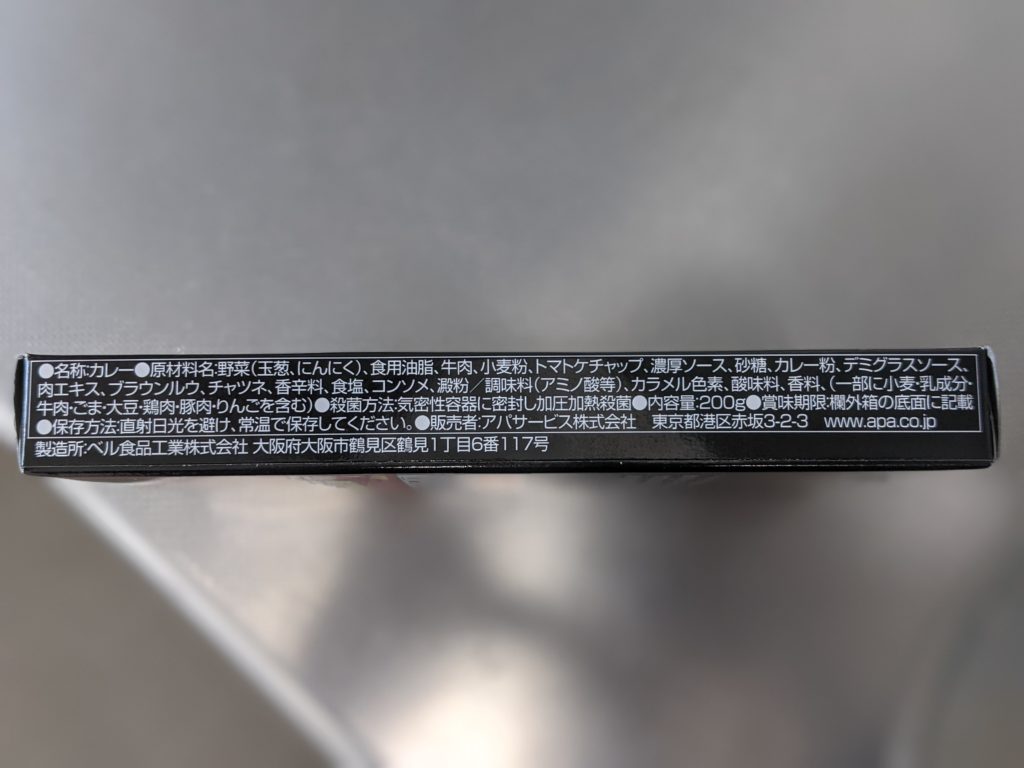 ●名称:カレー●原材料名:野菜(玉葱、にんにく)、食用油脂、牛肉、小麦粉、トマトケチャップ、濃厚ソース、砂糖、カレー粉、デミグラスソース、
肉エキス、ブラウンルウ、チャツネ、香辛料、食塩、コンソメ、澱粉／調味料(アミノ酸等)、カラメル色素、酸味料、香料、(一部に小麦・乳成分・
牛肉・ごま・大豆・鶏肉・豚肉・りんごを含む)●殺菌方法:気密性容器に密封し加圧加熱殺菌●内容量:200g●賞味期限:欄外箱の底面に記載
●保存方法:直射日光を避け、常温で保存してください。●販売者:アパサービス株式会社 東京都港区赤坂3-2-3 www.apa.co.jp
製造所:ベル食品工業株式会社 大阪府大阪市鶴見区鶴見1丁目6番117号